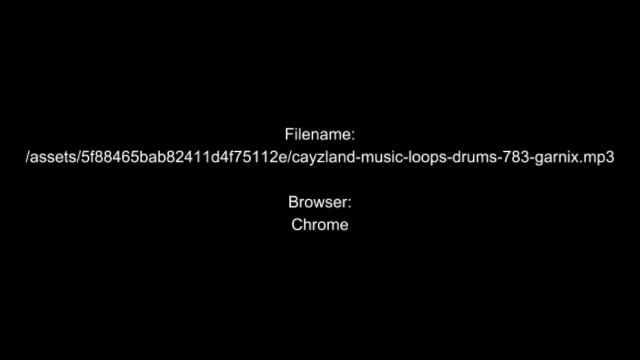 Filename:
/assets/5f88465bab82411d4f75112e/cayzland-music-loops-drums-783-garnix.mp3
Browser:
Chrome